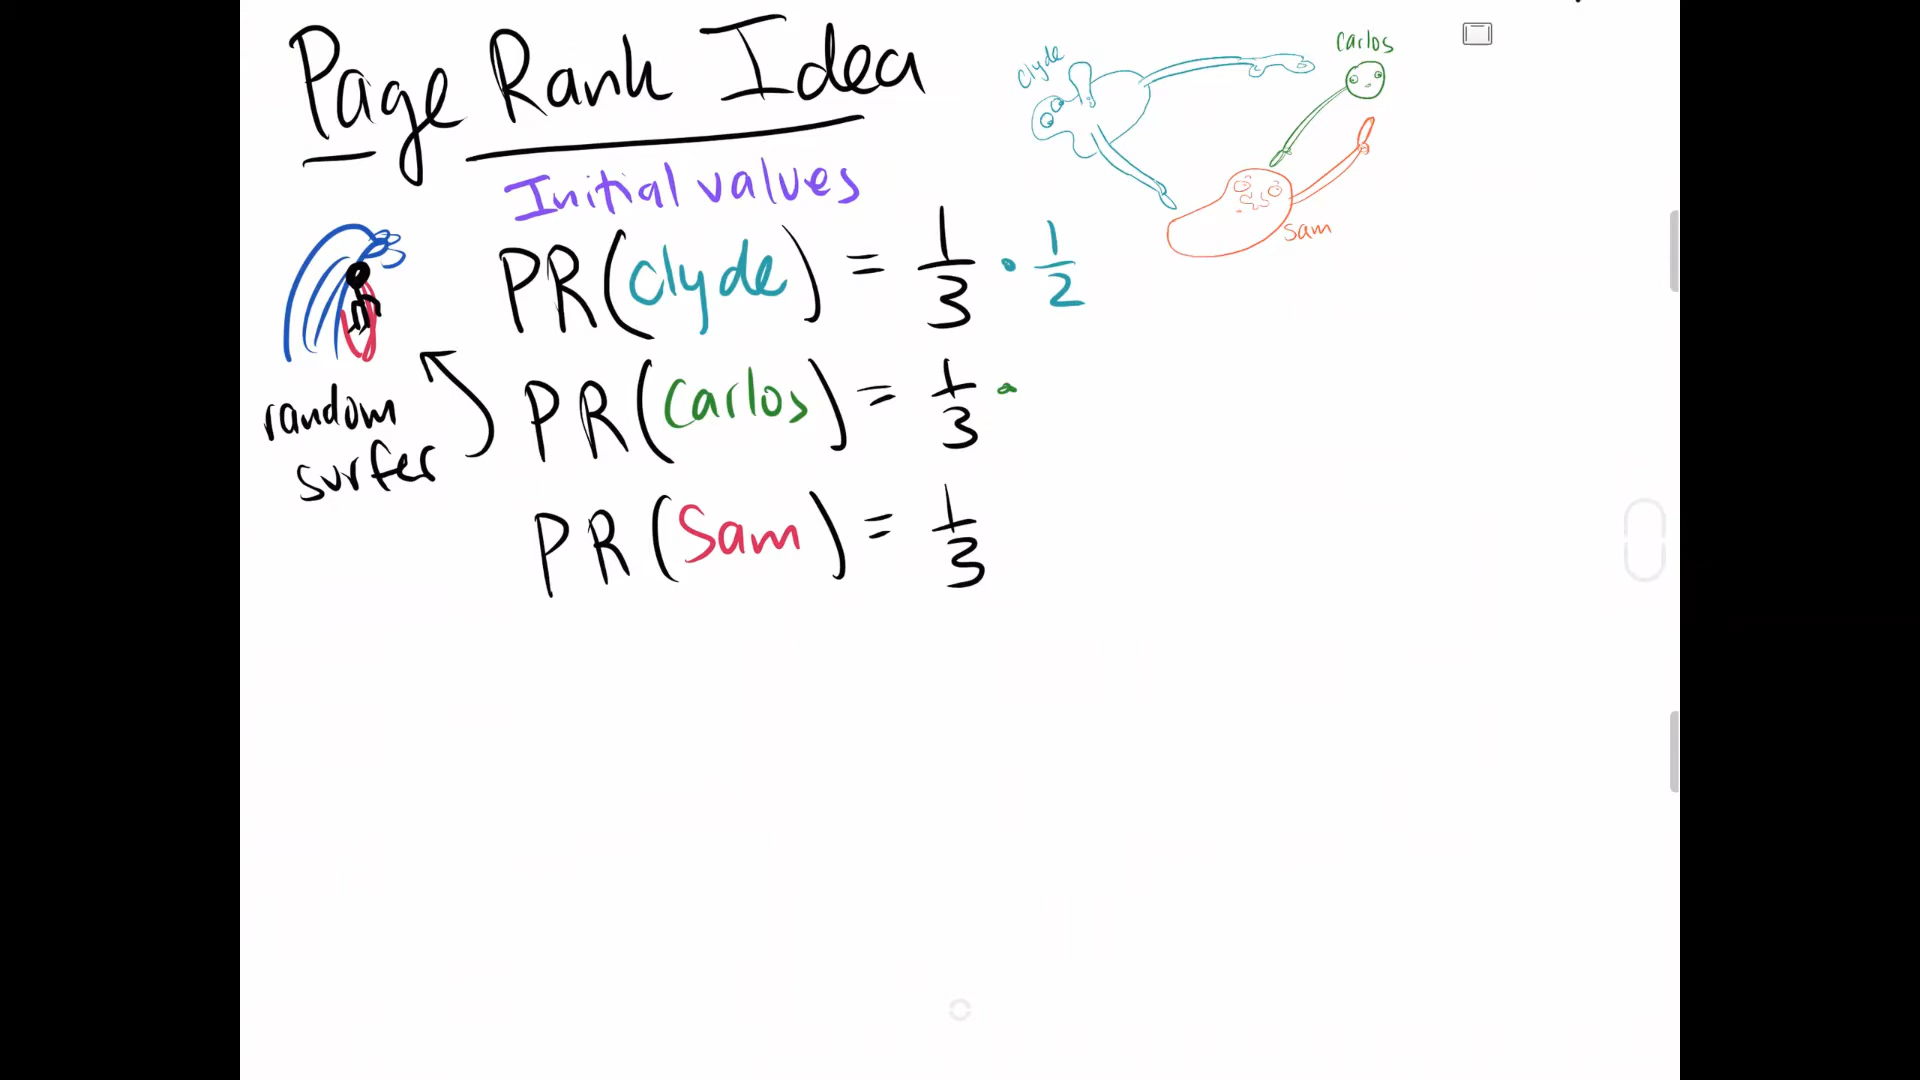 Page Rank Idea
Clyde
Carlos
Sam
Initial values
PR(Clyde) = 1/3 · 1/2
PR(Carlos) = 1/3 ·
PR(Sam) = 1/3
random
surfer